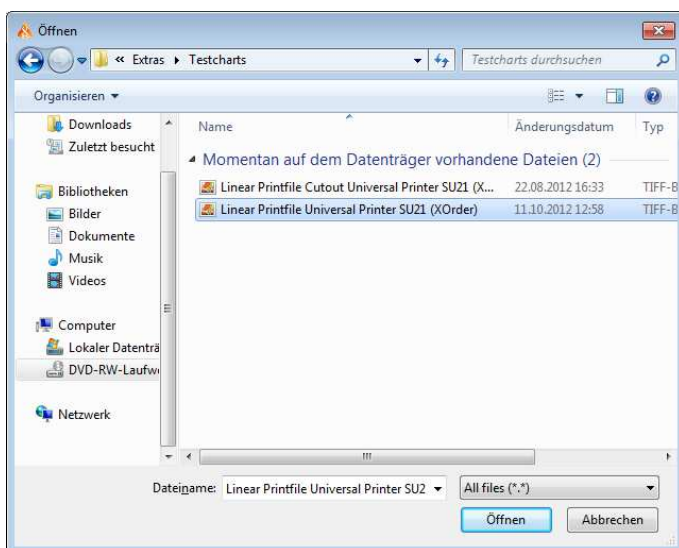 Öffnen
« Extras ▸ Testcharts
Testcharts durchsuchen
Organisieren
Downloads
Zuletzt besucht
Bibliotheken
Bilder
Dokumente
Musik
Videos
Computer
Lokaler Datenträ
DVD-RW-Laufw
Netzwerk
Name Änderungsdatum Typ
Momentan auf dem Datenträger vorhandene Dateien (2)
Linear Printfile Cutout Universal Printer SU21 (X... 22.08.2012 16:33 TIFF-B
Linear Printfile Universal Printer SU21 (XOrder) 11.10.2012 12:58 TIFF-B
Dateiname: Linear Printfile Universal Printer SU2 All files (*.*)
Öffnen Abbrechen